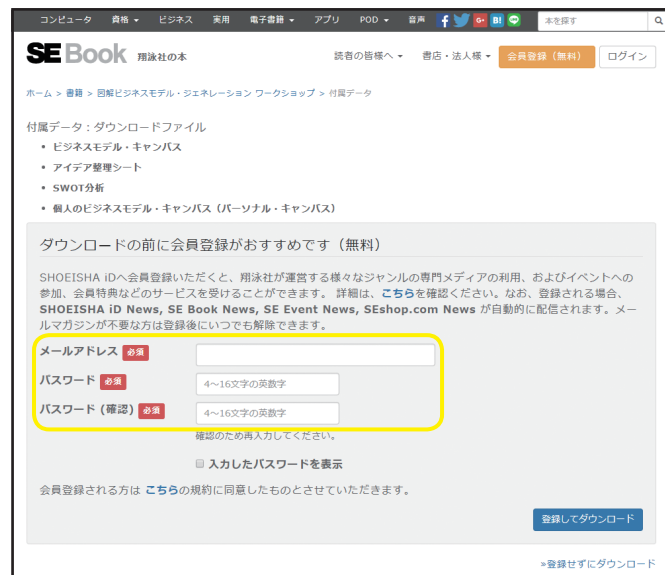 コンピュータ 資格 ビジネス 実用 電子書籍 アプリ POD 音声 本を探す
SE Book 翔泳社の本 読者の皆様へ 書店・法人様 会員登録（無料） ログイン
ホーム > 書籍 > 図解ビジネスモデル・ジェネレーション ワークショップ > 付属データ
付属データ：ダウンロードファイル
• ビジネスモデル・キャンバス
• アイデア整理シート
• SWOT分析
• 個人のビジネスモデル・キャンバス（パーソナル・キャンバス）
ダウンロードの前に会員登録がおすすめです（無料）
SHOEISHA iDへ会員登録いただくと、翔泳社が運営する様々なジャンルの専門メディアの利用、およびイベントへの
参加、会員特典などのサービスを受けることができます。 詳細は、こちらを確認ください。なお、登録される場合、
SHOEISHA iD News, SE Book News, SE Event News, SEshop.com News が自動的に配信されます。メー
ルマガジンが不要な方は登録後にいつでも解除できます。
メールアドレス 必須
パスワード 必須 4～16文字の英数字
パスワード (確認) 必須 4～16文字の英数字
確認のため再入力してください。
入力したパスワードを表示
会員登録される方は こちらの規約に同意したものとさせていただきます。
登録してダウンロード
»登録せずにダウンロード